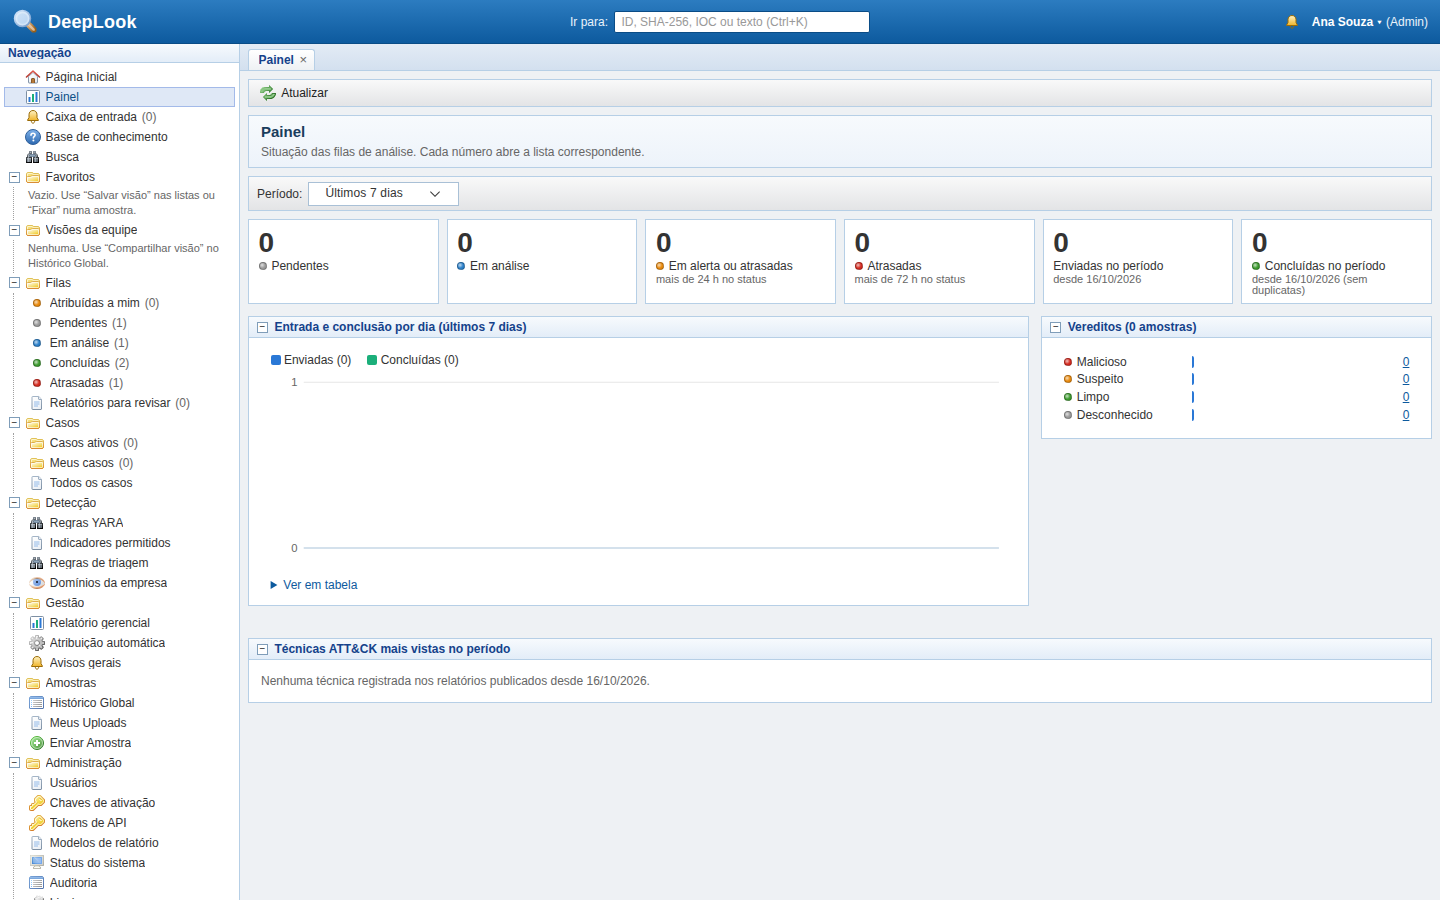 DeepLook
Ir para:
ID, SHA-256, IOC ou texto (Ctrl+K)
Ana Souza (Admin)
Navegação
Página Inicial
Painel
Caixa de entrada (0)
Base de conhecimento
Busca
Favoritos
Vazio. Use “Salvar visão” nas listas ou
“Fixar” numa amostra.
Visões da equipe
Nenhuma. Use “Compartilhar visão” no
Histórico Global.
Filas
Atribuídas a mim (0)
Pendentes (1)
Em análise (1)
Concluídas (2)
Atrasadas (1)
Relatórios para revisar (0)
Casos
Casos ativos (0)
Meus casos (0)
Todos os casos
Detecção
Regras YARA
Indicadores permitidos
Regras de triagem
Domínios da empresa
Gestão
Relatório gerencial
Atribuição automática
Avisos gerais
Amostras
Histórico Global
Meus Uploads
Enviar Amostra
Administração
Usuários
Chaves de ativação
Tokens de API
Modelos de relatório
Status do sistema
Auditoria
Painel ×
Atualizar
Painel
Situação das filas de análise. Cada número abre a lista correspondente.
Período:
Últimos 7 dias
0
Pendentes
0
Em análise
0
Em alerta ou atrasadas
mais de 24 h no status
0
Atrasadas
mais de 72 h no status
0
Enviadas no período
desde 16/10/2026
0
Concluídas no período
desde 16/10/2026 (sem
duplicatas)
Entrada e conclusão por dia (últimos 7 dias)
Enviadas (0)
Concluídas (0)
1
0
Ver em tabela
Vereditos (0 amostras)
Malicioso 0
Suspeito 0
Limpo 0
Desconhecido 0
Técnicas ATT&CK mais vistas no período
Nenhuma técnica registrada nos relatórios publicados desde 16/10/2026.